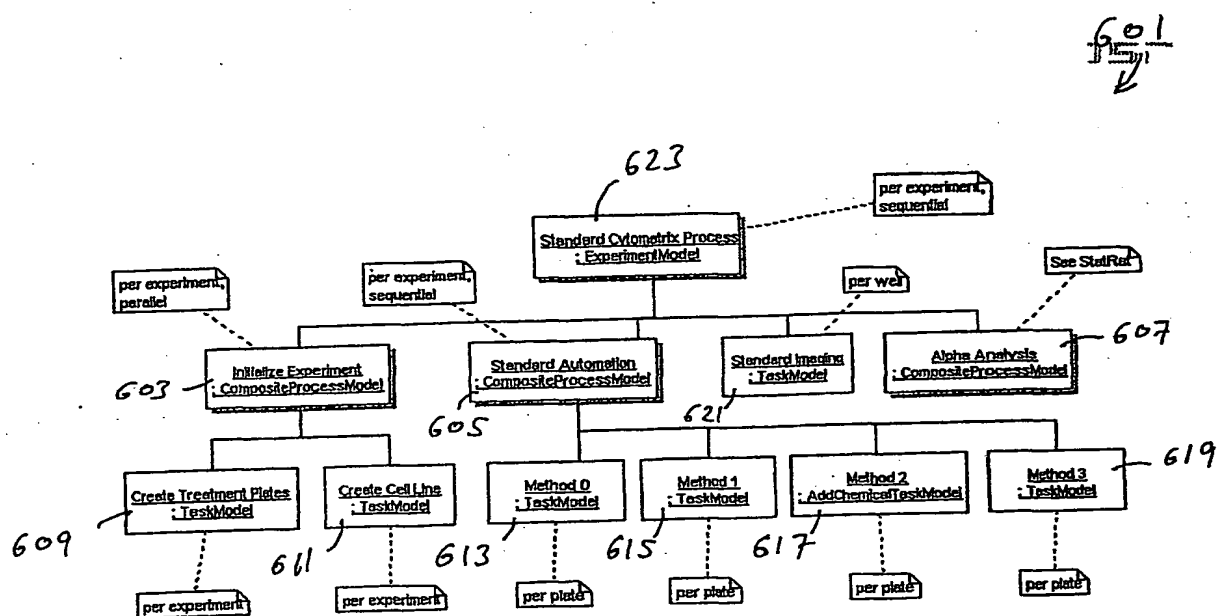 601
623
per experiment,
sequential
Standard Cytometrix Process
: ExperimentModel
per experiment,
parallel
per experiment,
sequential
per well
See StatRat
Initialize Experiment
: CompositeProcessModel
Standard Automation
: CompositeProcessModel
Standard Imaging
: TaskModel
Alpha Analysis
: CompositeProcessModel
607
603
605
621
Create Treatment Plates
: TaskModel
Create Cell Line
: TaskModel
Method 0
: TaskModel
Method 1
: TaskModel
Method 2
: AddChemicalTaskModel
Method 3
: TaskModel
619
609
611
613
615
617
per experiment
per experiment
per plate
per plate
per plate
per plate